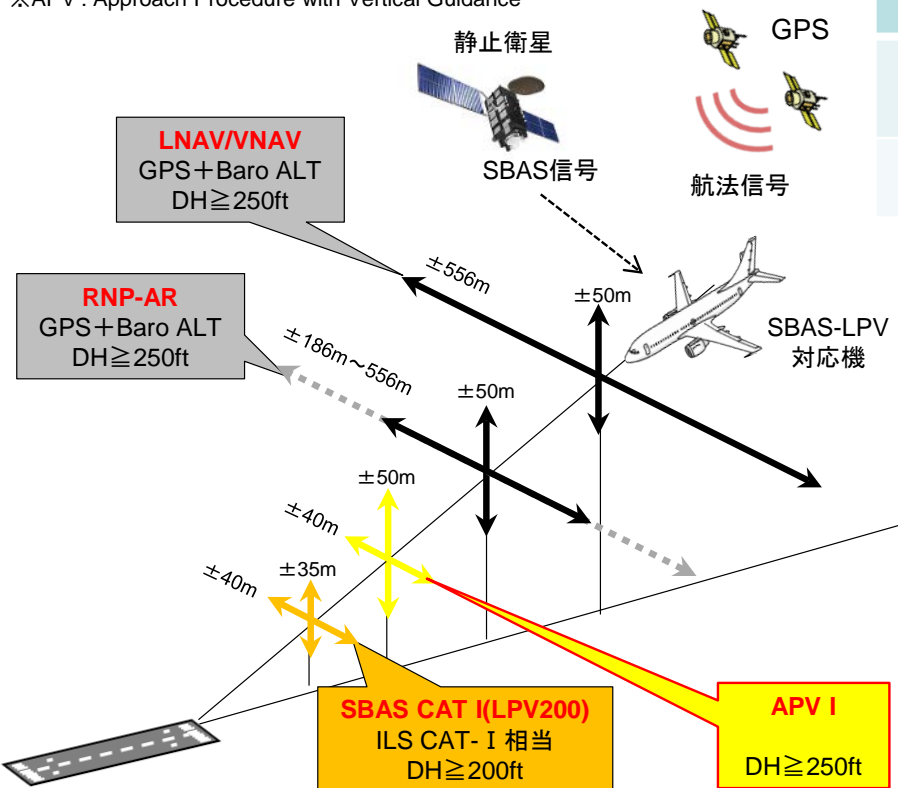 ※APV : Approach Procedure with Vertical Guidance
静止衛星
GPS
SBAS信号
航法信号
LNAV/VNAV
GPS＋Baro ALT
DH≧250ft
±556m
±50m
SBAS-LPV
対応機
RNP-AR
GPS＋Baro ALT
DH≧250ft
±186m～556m
±50m
±50m
±40m
±35m
±40m
SBAS CAT I(LPV200)
ILS CAT-Ⅰ相当
DH≧200ft
APV I
DH≧250ft